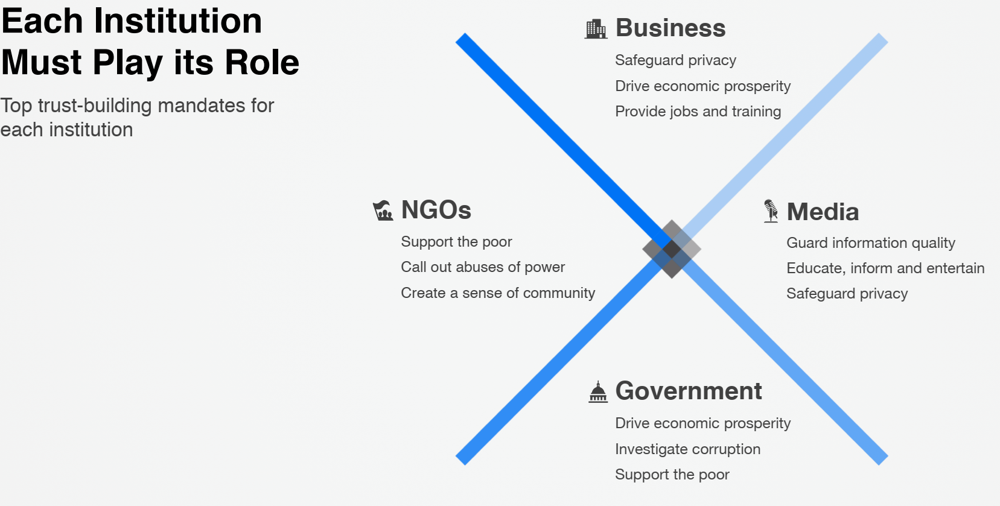 Each Institution
Must Play its Role
Top trust-building mandates for
each institution
Business
Safeguard privacy
Drive economic prosperity
Provide jobs and training
NGOs
Support the poor
Call out abuses of power
Create a sense of community
Media
Guard information quality
Educate, inform and entertain
Safeguard privacy
Government
Drive economic prosperity
Investigate corruption
Support the poor